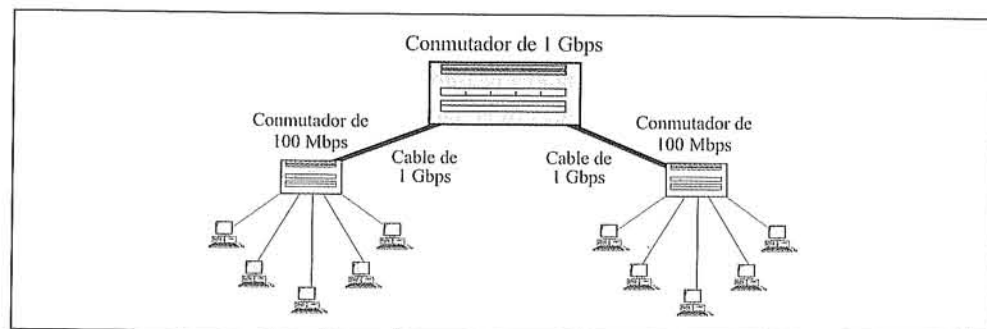 Conmutador de 1 Gbps
Conmutador de
100 Mbps
Cable de
1 Gbps
Cable de
1 Gbps
Conmutador de
100 Mbps